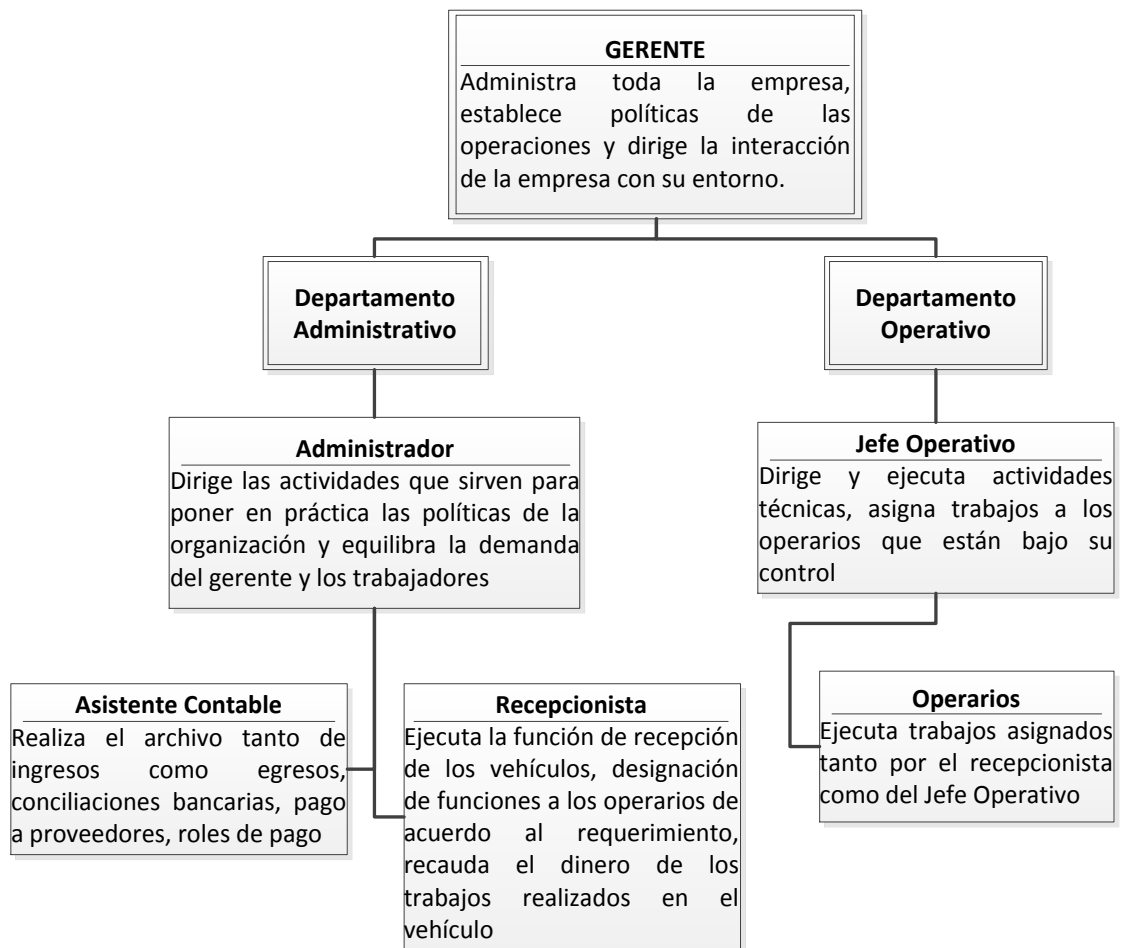 GERENTE
Administra toda la empresa,
establece políticas de las
operaciones y dirige la interacción
de la empresa con su entorno.
Departamento
Administrativo
Departamento
Operativo
Administrador
Dirige las actividades que sirven para
poner en práctica las políticas de la
organización y equilibra la demanda
del gerente y los trabajadores
Jefe Operativo
Dirige y ejecuta actividades
técnicas, asigna trabajos a los
operarios que están bajo su
control
Asistente Contable
Realiza el archivo tanto de
ingresos como egresos,
conciliaciones bancarias, pago
a proveedores, roles de pago
Recepcionista
Ejecuta la función de recepción
de los vehículos, designación
de funciones a los operarios de
acuerdo al requerimiento,
recauda el dinero de los
trabajos realizados en el
vehículo
Operarios
Ejecuta trabajos asignados
tanto por el recepcionista
como del Jefe Operativo